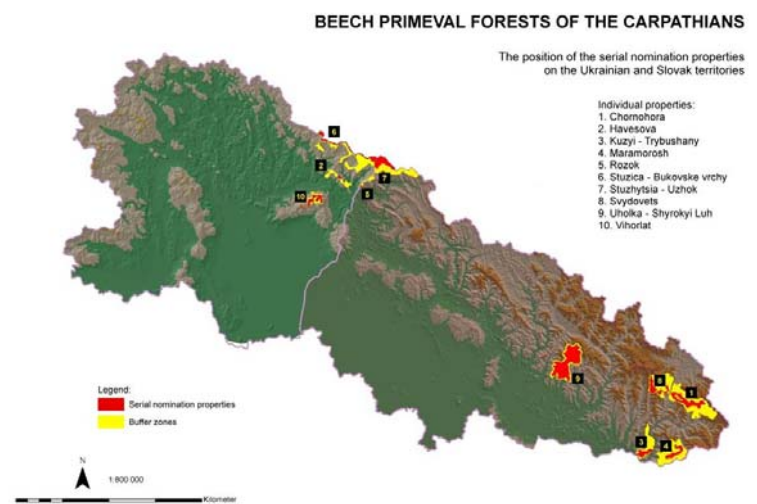 BEECH PRIMEVAL FORESTS OF THE CARPATHIANS
The position of the serial nomination properties
on the Ukrainian and Slovak territories
Individual properties:
1. Chornohora
2. Havesova
3. Kuzyi - Trybushany
4. Maramorosh
5. Rozok
6. Stuzica - Bukovske vrchy
7. Stuzhytsia - Uzhok
8. Svydovets
9. Uholka - Shyrokyi Luh
10. Vihorlat
6
2
7
5
10
9
8
1
3
4
Legend:
Serial nomination properties
Buffer zones
N
1:800 000
Kilometer